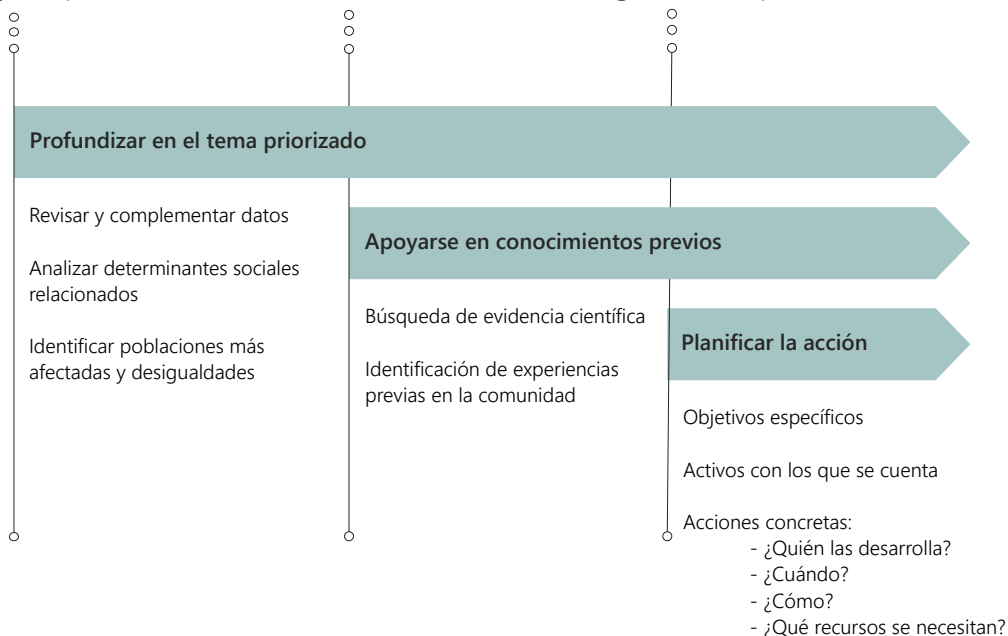 Profundizar en el tema priorizado
Revisar y complementar datos
Analizar determinantes sociales
relacionados
Identificar poblaciones más
afectadas y desigualdades
Apoyarse en conocimientos previos
Búsqueda de evidencia científica
Identificación de experiencias
previas en la comunidad
Planificar la acción
Objetivos específicos
Activos con los que se cuenta
Acciones concretas:
- ¿Quién las desarrolla?
- ¿Cuándo?
- ¿Cómo?
- ¿Qué recursos se necesitan?